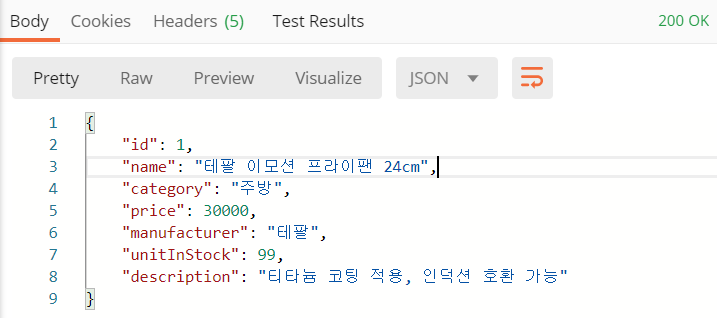 Body Cookies Headers (5) Test Results 200 OK
Pretty Raw Preview Visualize JSON
1 {
2 "id": 1,
3 "name": "테팔 이모션 프라이팬 24cm",
4 "category": "주방",
5 "price": 30000,
6 "manufacturer": "테팔",
7 "unitInStock": 99,
8 "description": "티타늄 코팅 적용, 인덕션 호환 가능"
9 }